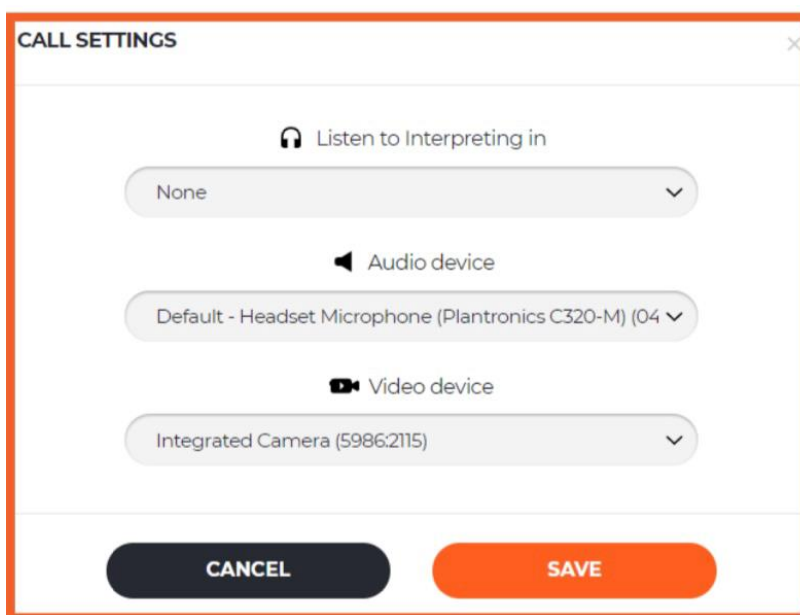 CALL SETTINGS
Listen to Interpreting in
None
Audio device
Default - Headset Microphone (Plantronics C320-M) (04
Video device
Integrated Camera (5986:2115)
CANCEL
SAVE